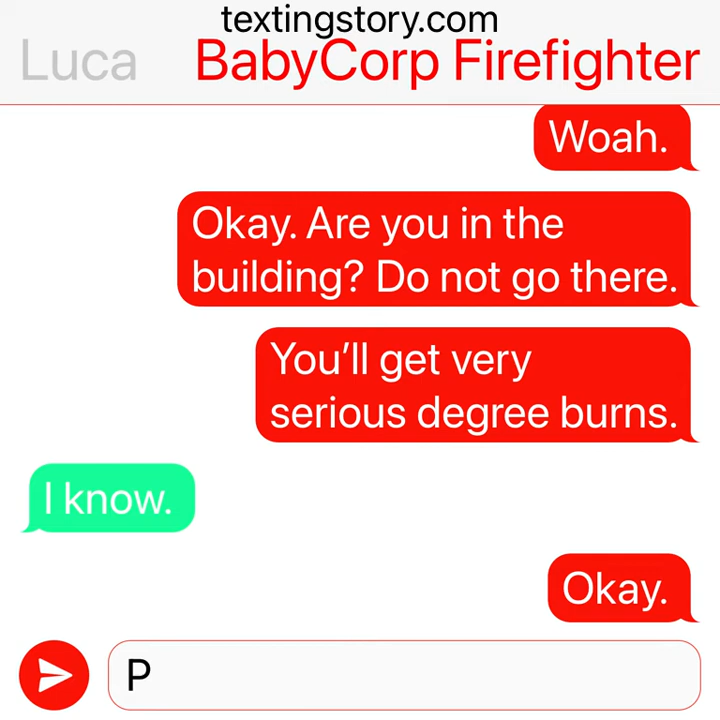 textingstory.com
Luca BabyCorp Firefighter
Woah.
Okay. Are you in the
building? Do not go there.
You’ll get very
serious degree burns.
I know.
Okay.
P